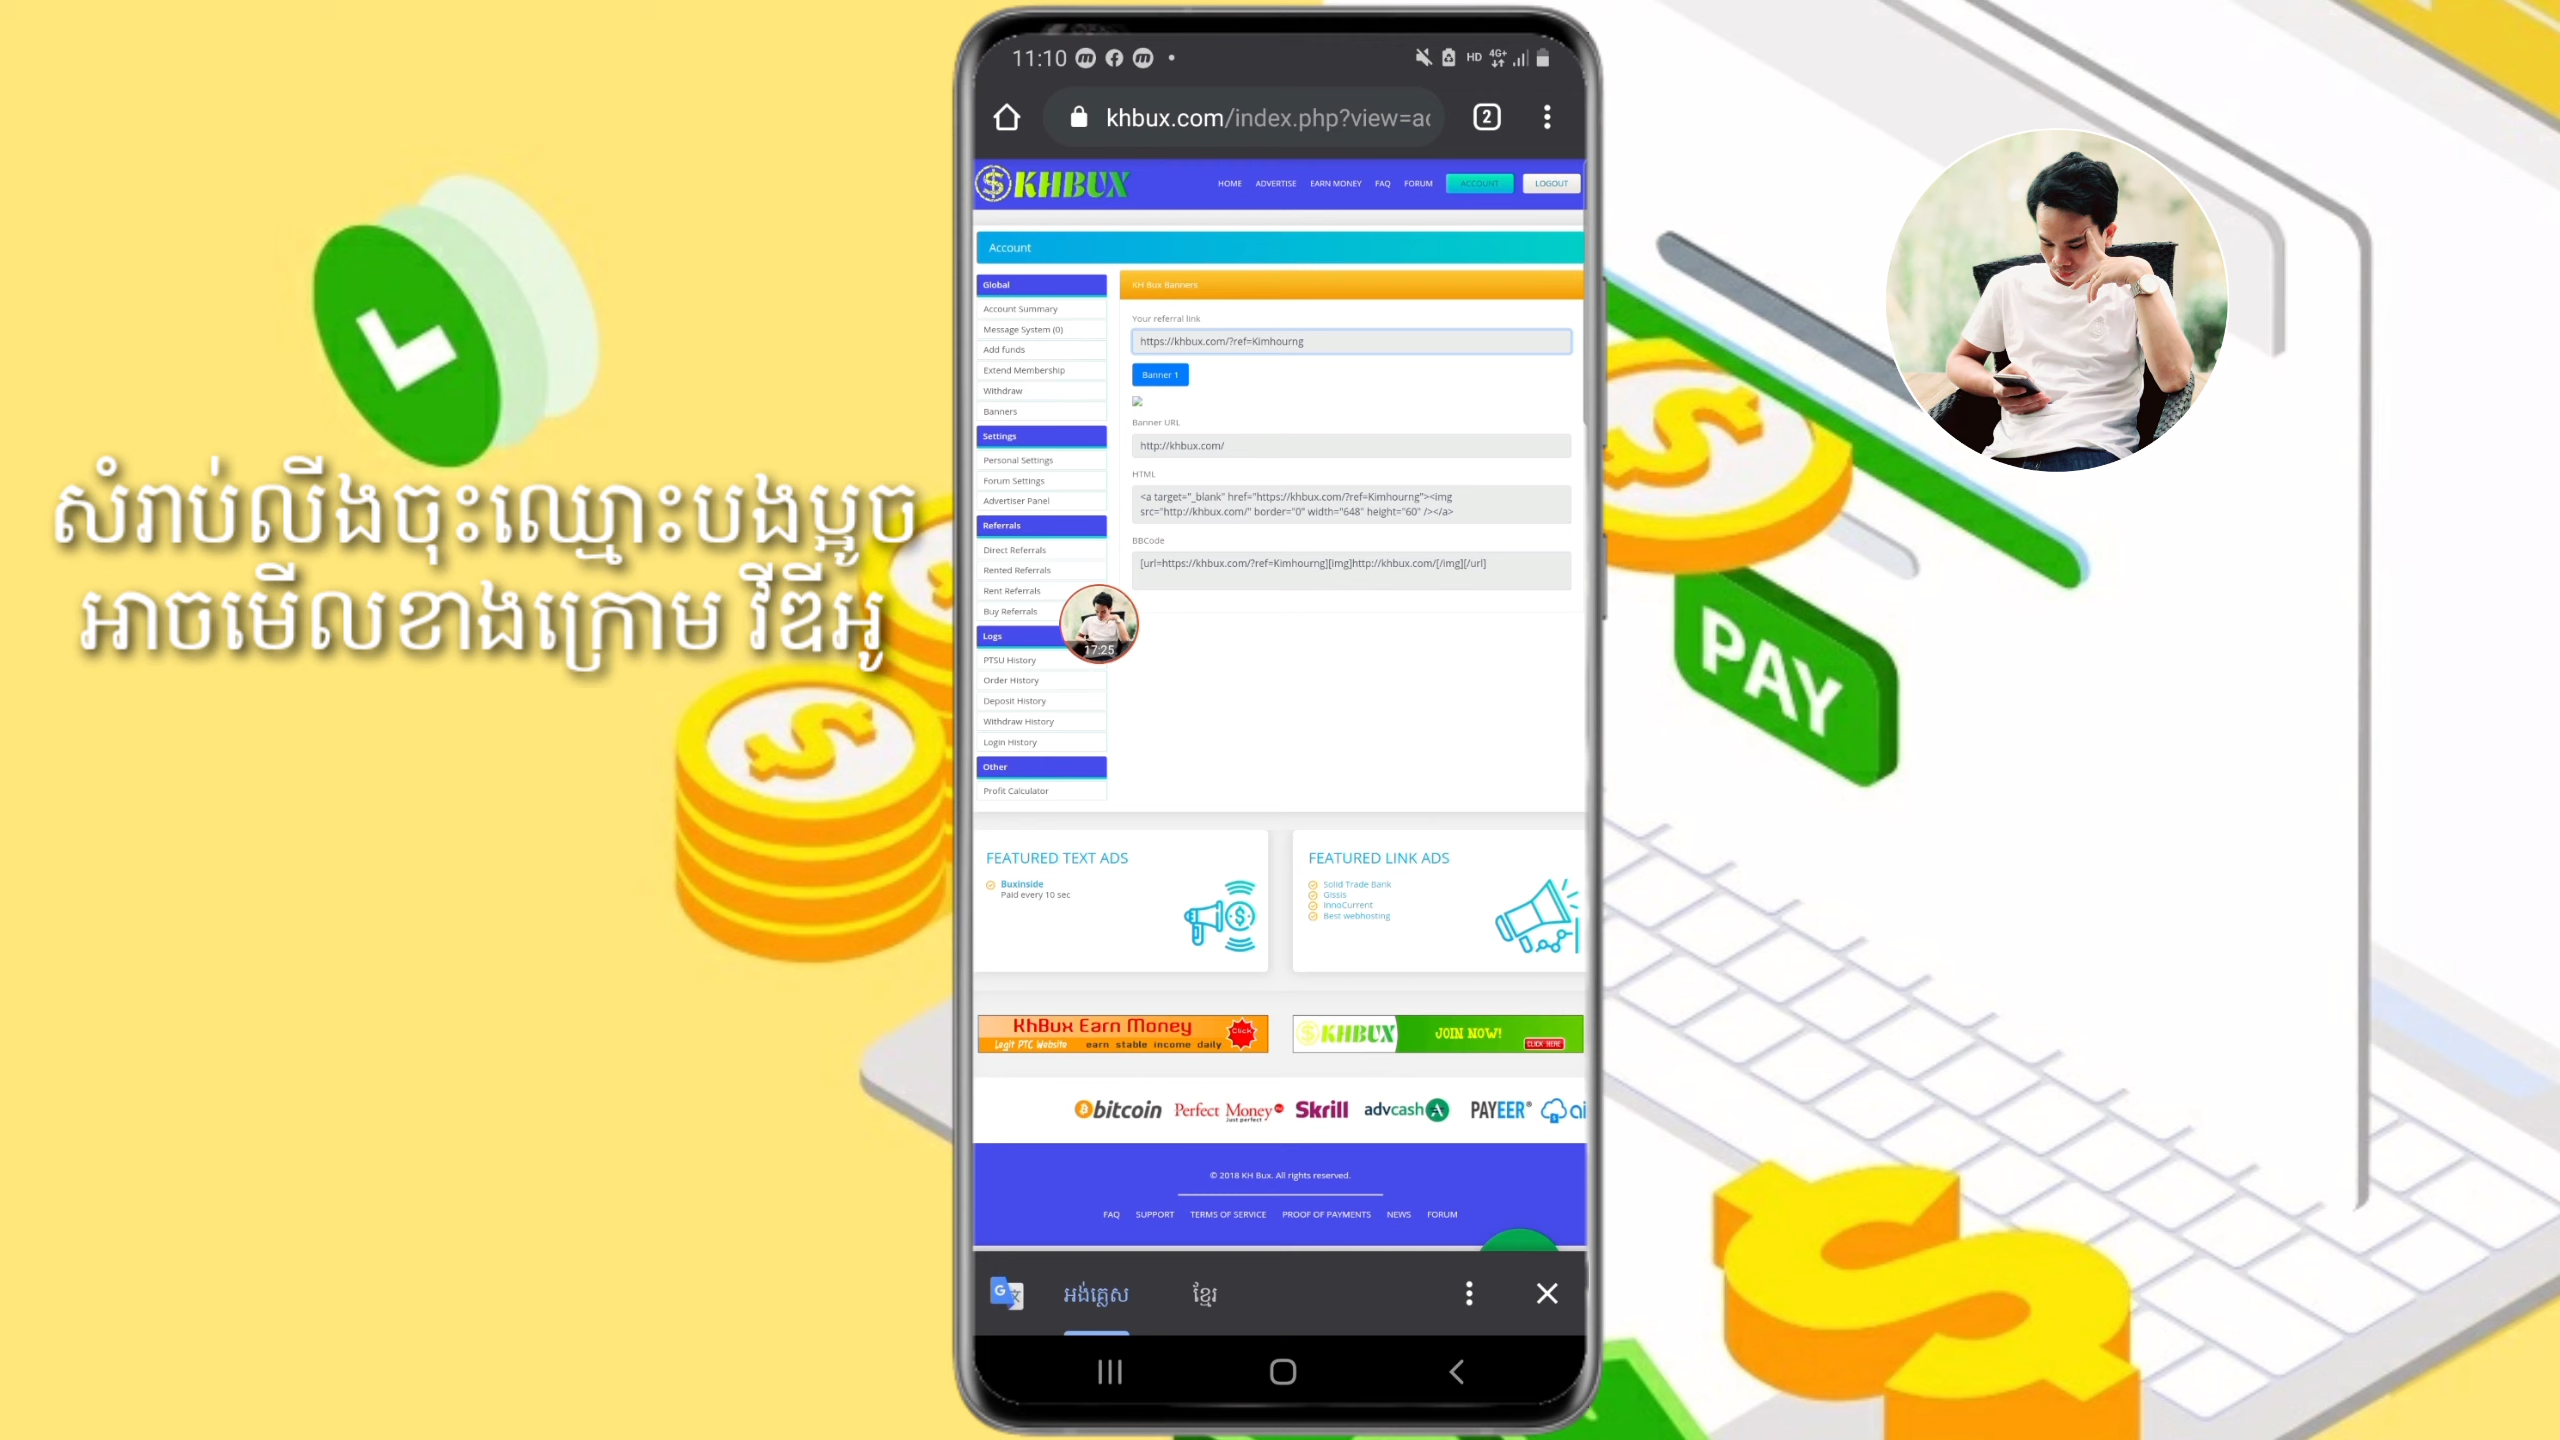 សំរាប់លីងចុះឈ្មោះបងប្អូច
អាចមើលខាងក្រោម វីឌីអូ
11:10
HD 4G+
khbux.com/index.php?view=ac
2
KHBUX
HOME ADVERTISE EARN MONEY FAQ FORUM ACCOUNT LOGOUT
Account
Global
Account Summary
Message System (0)
Add funds
Extend Membership
Withdraw
Banners
Settings
Personal Settings
Forum Settings
Advertiser Panel
Referrals
Direct Referrals
Rented Referrals
Rent Referrals
Buy Referrals
Logs
PTSU History
Order History
Deposit History
Withdraw History
Login History
Other
Profit Calculator
KH Bux Banners
Your referral link
https://khbux.com/?ref=Kimhourng
Banner 1
Banner URL
http://khbux.com/
HTML
<a target="_blank" href="https://khbux.com/?ref=Kimhourng"><img
src="http://khbux.com/" border="0" width="648" height="60" /></a>
BBCode
[url=https://khbux.com/?ref=Kimhourng][img]http://khbux.com/[/img][/url]
17:25
FEATURED TEXT ADS
Buxinside
Paid every 10 sec
FEATURED LINK ADS
Solid Trade Bank
Gissis
InnoCurrent
Best webhosting
KhBux Earn Money
Legit PTC Website earn stable income daily
Click
KHBUX JOIN NOW!
CLICK HERE
bitcoin Perfect Money Skrill advcash PAYEER ai
Just perfect
© 2018 KH Bux. All rights reserved.
FAQ SUPPORT TERMS OF SERVICE PROOF OF PAYMENTS NEWS FORUM
អង់គ្លេស ខ្មែរ
PAY